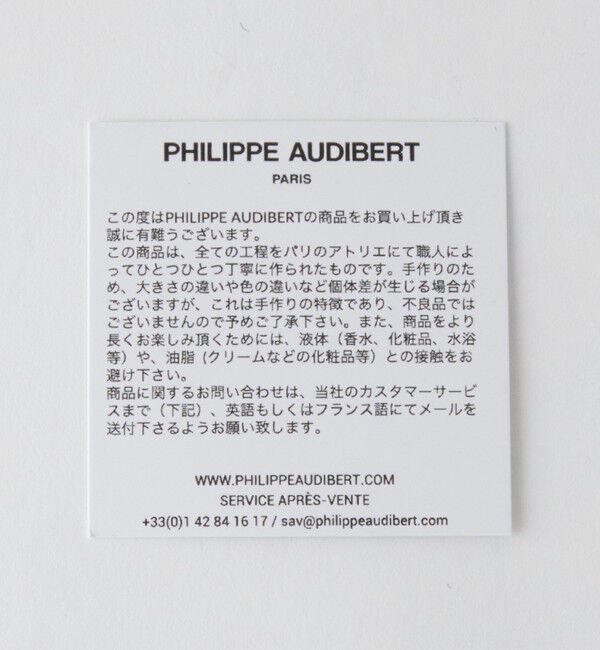 PHILIPPE AUDIBERT
PARIS
この度はPHILIPPE AUDIBERTの商品をお買い上げ頂き
誠に有難うございます。
この商品は、全ての工程をパリのアトリエにて職人によ
ってひとつひとつ丁寧に作られたものです。手作りのた
め、大きさの違いや色の違いなど個体差が生じる場合が
ございますが、これは手作りの特徴であり、不良品では
ございませんので予めご了承下さい。また、商品をより
長くお楽しみ頂くためには、液体（香水、化粧品、水浴
等）や、油脂（クリームなどの化粧品等）との接触をお
避け下さい。
商品に関するお問い合わせは、当社のカスタマーサービ
スまで（下記）、英語もしくはフランス語にてメールを
送付下さるようお願い致します。
WWW.PHILIPPEAUDIBERT.COM
SERVICE APRÈS-VENTE
+33(0)1 42 84 16 17 / sav@philippeaudibert.com